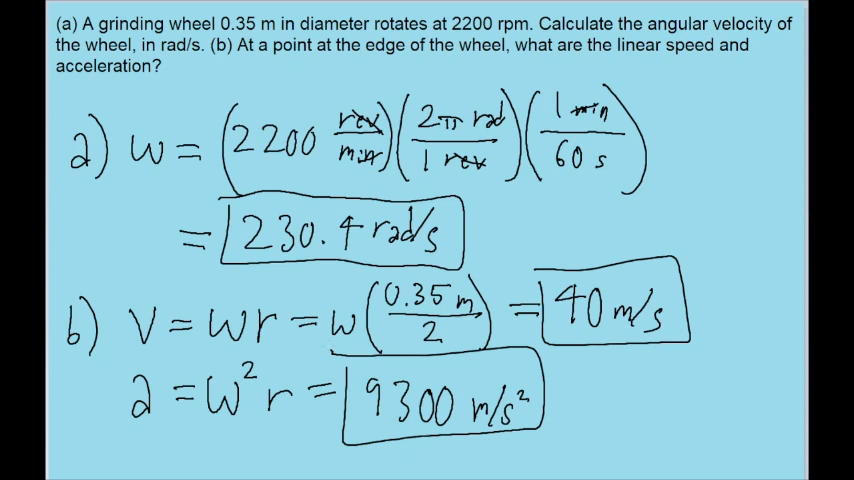 (a) A grinding wheel 0.35 m in diameter rotates at 2200 rpm. Calculate the angular velocity of
the wheel, in rad/s. (b) At a point at the edge of the wheel, what are the linear speed and
acceleration?
a) ω = (2200 rev/min)(2π rad/1 rev)(1 min/60 s)
= 230.4 rad/s
b) V = ωr = ω(0.35 m/2) = 40 m/s
a = ω²r = 9300 m/s²